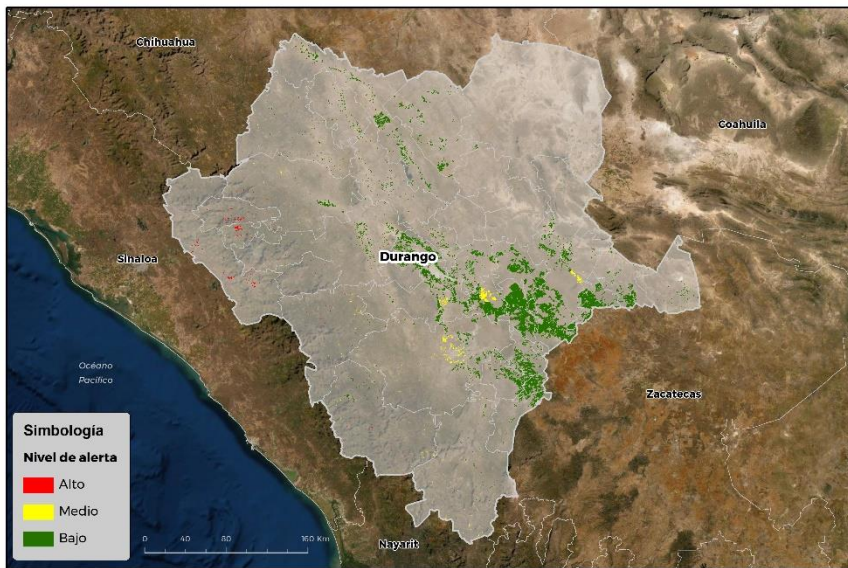 Chihuahua
Coahuila
Sinaloa
Durango
Océano
Pacífico
Zacatecas
Simbología
Nivel de alerta
Alto
Medio
Bajo
0 40 80 160 Km
Nayarit